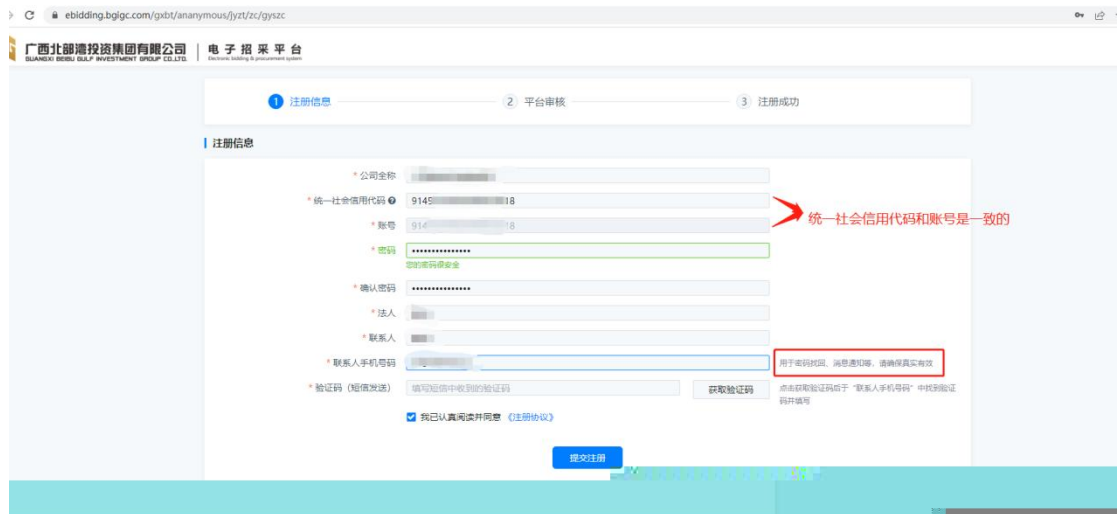 ebidding.bgigc.com/gxbt/ananymous/jyzt/zc/gyszc
广西北部湾投资集团有限公司
GUANGXI BEIBU GULF INVESTMENT GROUP CO.,LTD.
电子招采平台
Electronic bidding & procurement system
1 注册信息
2 平台审核
3 注册成功
注册信息
* 公司全称
* 统一社会信用代码 9145 18
统一社会信用代码和账号是一致的
* 账号 914 8
* 密码 •••••••••••••••
您的密码很安全
* 确认密码 •••••••••••••••
* 法人
* 联系人
* 联系人手机号码
用于密码找回、消息通知等，请确保真实有效
* 验证码（短信发送） 填写短信中收到的验证码 获取验证码
点击获取验证码后于“联系人手机号码”中找到验证
码并填写
我已认真阅读并同意 《注册协议》
提交注册